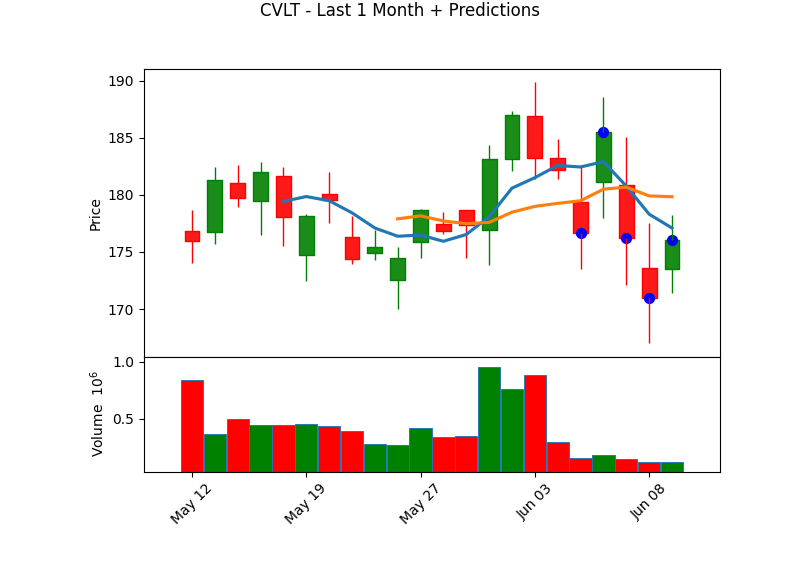 CVLT - Last 1 Month + Predictions
190
185
180
175
170
Price
1.0
0.5
Volume 10^6
May 12
May 19
May 27
Jun 03
Jun 08